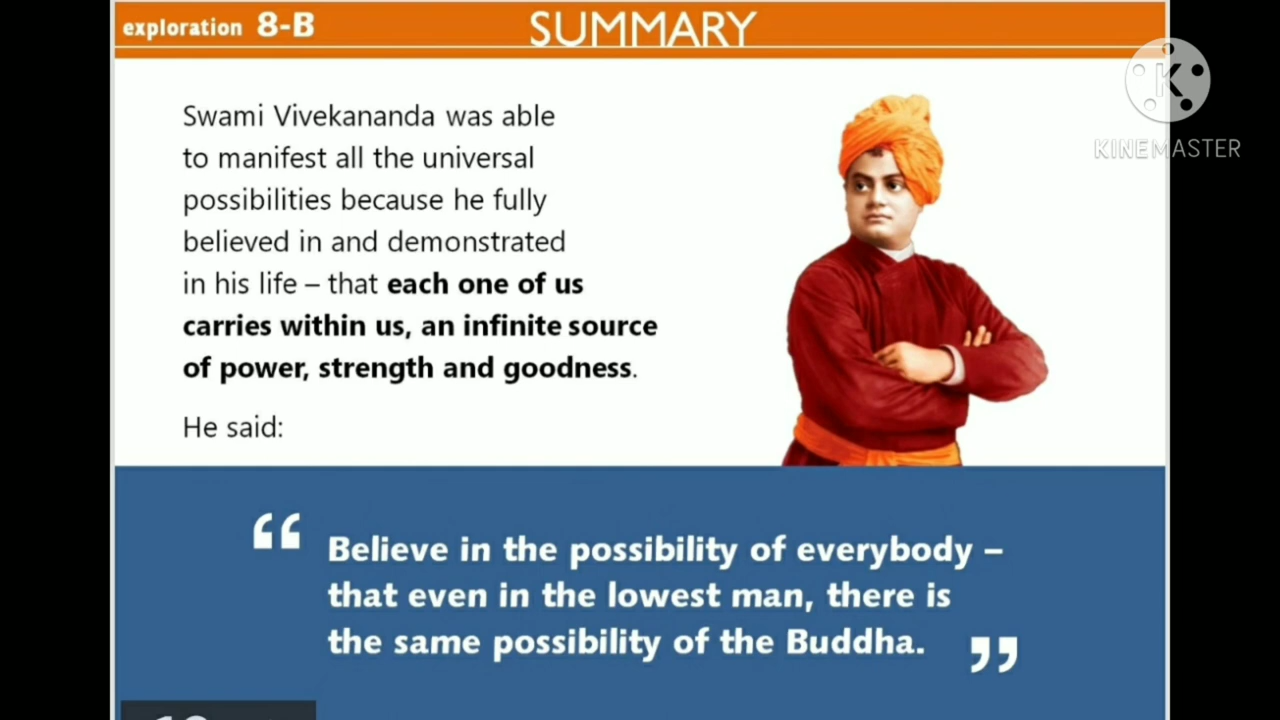 exploration 8-B
SUMMARY
KINEMASTER
Swami Vivekananda was able
to manifest all the universal
possibilities because he fully
believed in and demonstrated
in his life – that each one of us
carries within us, an infinite source
of power, strength and goodness.
He said:
“ Believe in the possibility of everybody –
that even in the lowest man, there is
the same possibility of the Buddha. ”